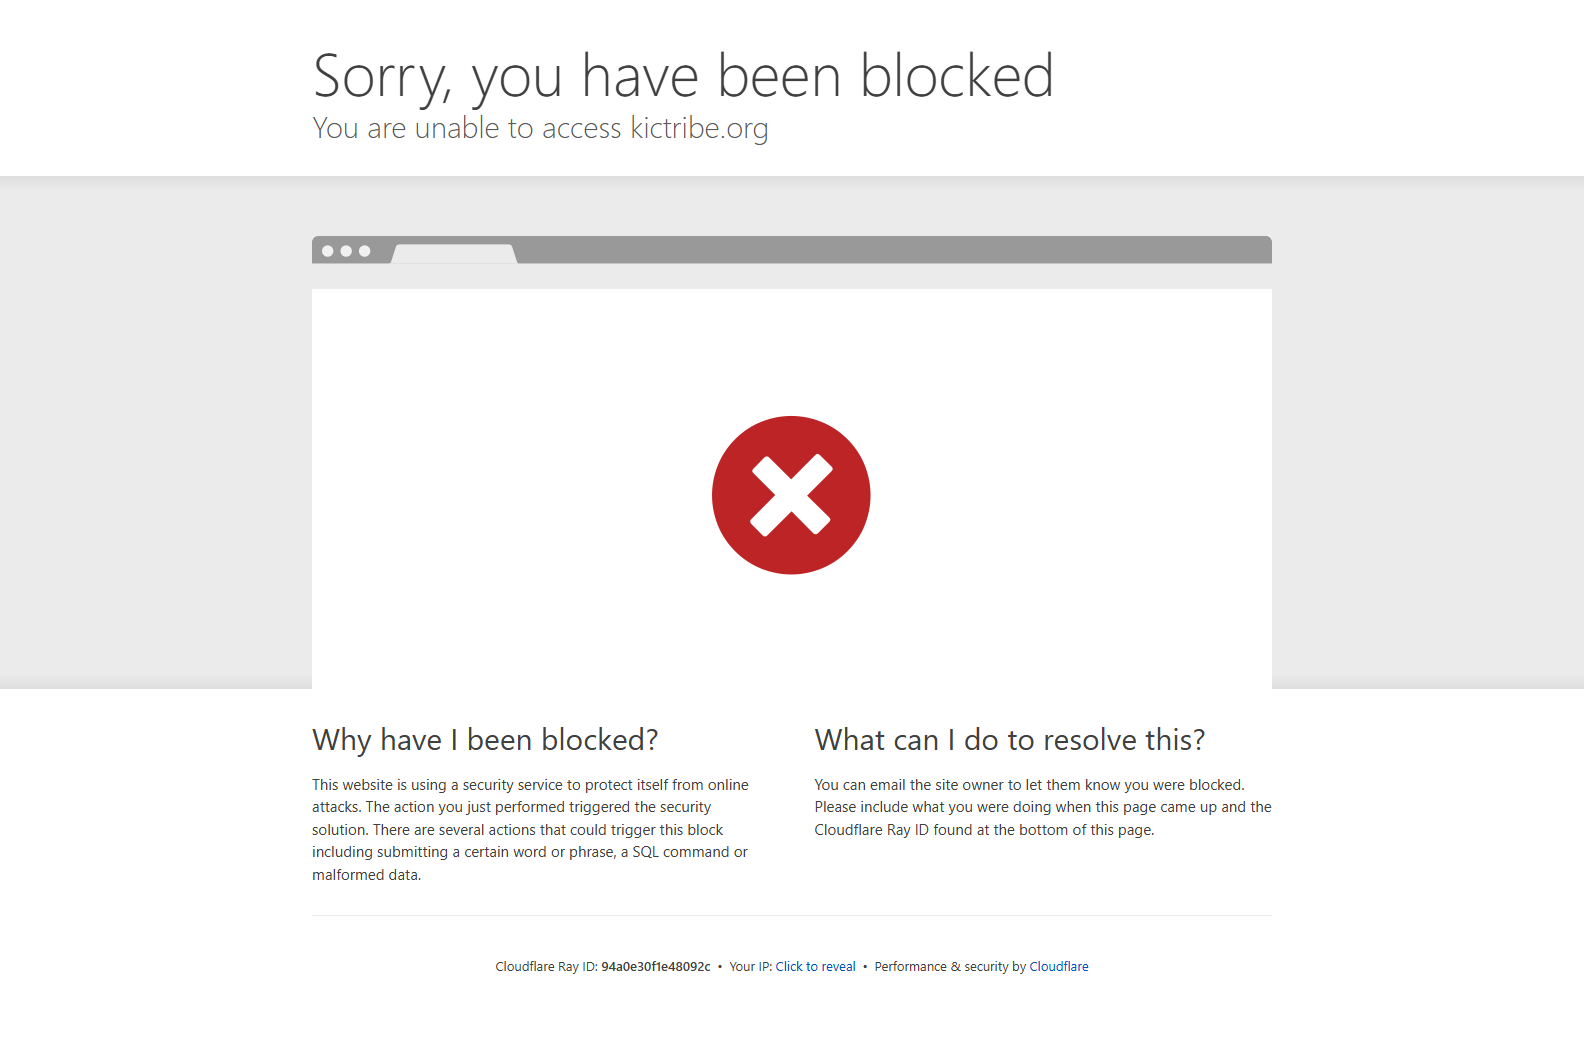 Sorry, you have been blocked
You are unable to access kictribe.org
Why have I been blocked?
This website is using a security service to protect itself from online
attacks. The action you just performed triggered the security
solution. There are several actions that could trigger this block
including submitting a certain word or phrase, a SQL command or
malformed data.
What can I do to resolve this?
You can email the site owner to let them know you were blocked.
Please include what you were doing when this page came up and the
Cloudflare Ray ID found at the bottom of this page.
Cloudflare Ray ID: 94a0e30f1e48092c • Your IP: Click to reveal • Performance & security by Cloudflare